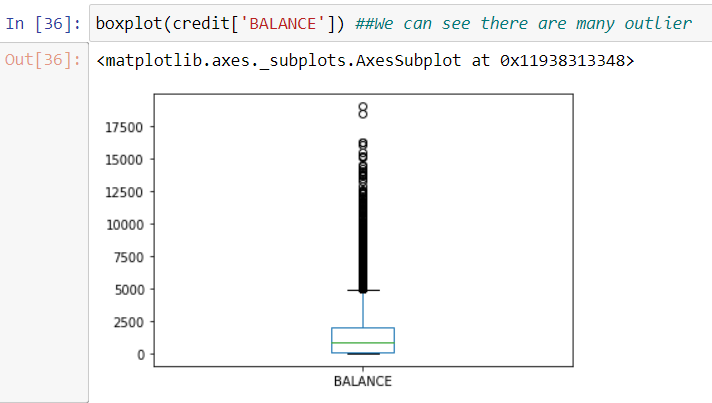 In [36]: boxplot(credit['BALANCE']) ##We can see there are many outlier
Out[36]: <matplotlib.axes._subplots.AxesSubplot at 0x11938313348>
17500
15000
12500
10000
7500
5000
2500
0
BALANCE